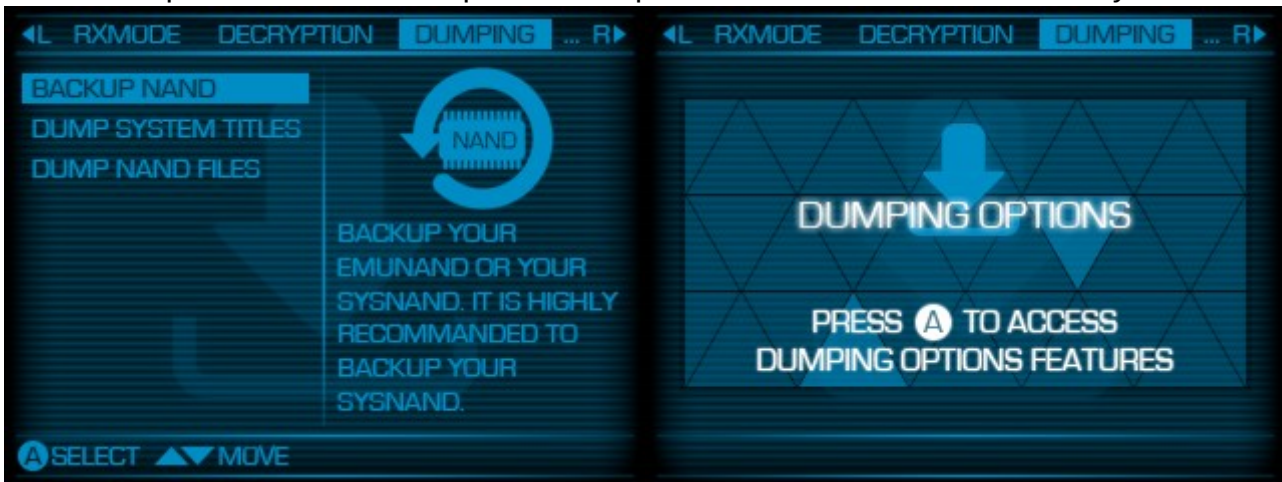 L RXMODE DECRYPTION DUMPING ... R
BACKUP NAND
DUMP SYSTEM TITLES
DUMP NAND FILES
NAND
BACKUP YOUR
EMUNAND OR YOUR
SYSNAND. IT IS HIGHLY
RECOMMANDED TO
BACKUP YOUR
SYSNAND.
A SELECT MOVE
L RXMODE DECRYPTION DUMPING ... R
DUMPING OPTIONS
PRESS A TO ACCESS
DUMPING OPTIONS FEATURES